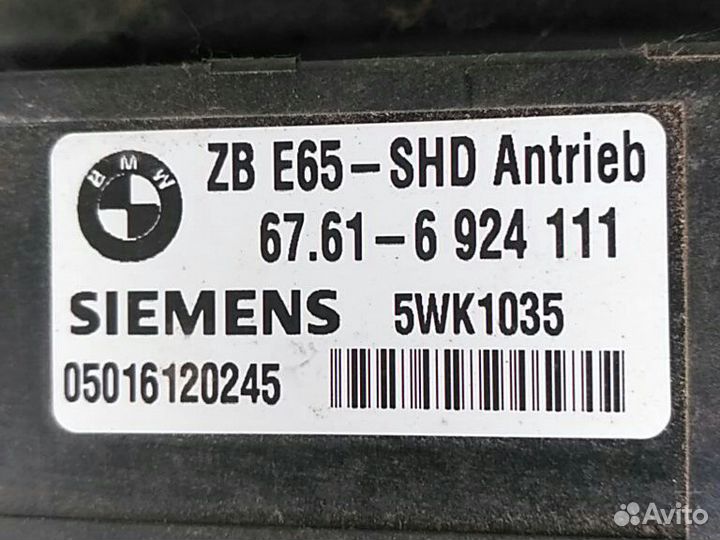 BMW
ZB E65-SHD Antrieb
67.61-6 924 111
SIEMENS 5WK1035
05016120245
Avito